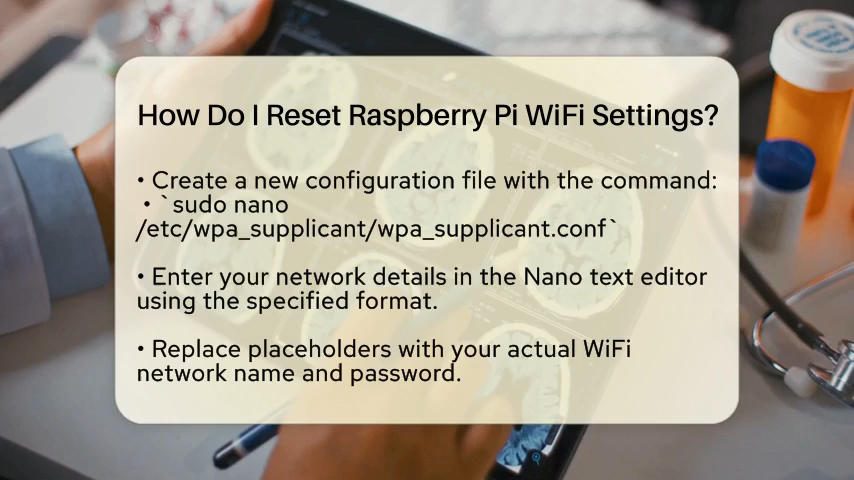 How Do I Reset Raspberry Pi WiFi Settings?
• Create a new configuration file with the command:
• `sudo nano
/etc/wpa_supplicant/wpa_supplicant.conf`
• Enter your network details in the Nano text editor
using the specified format.
• Replace placeholders with your actual WiFi
network name and password.